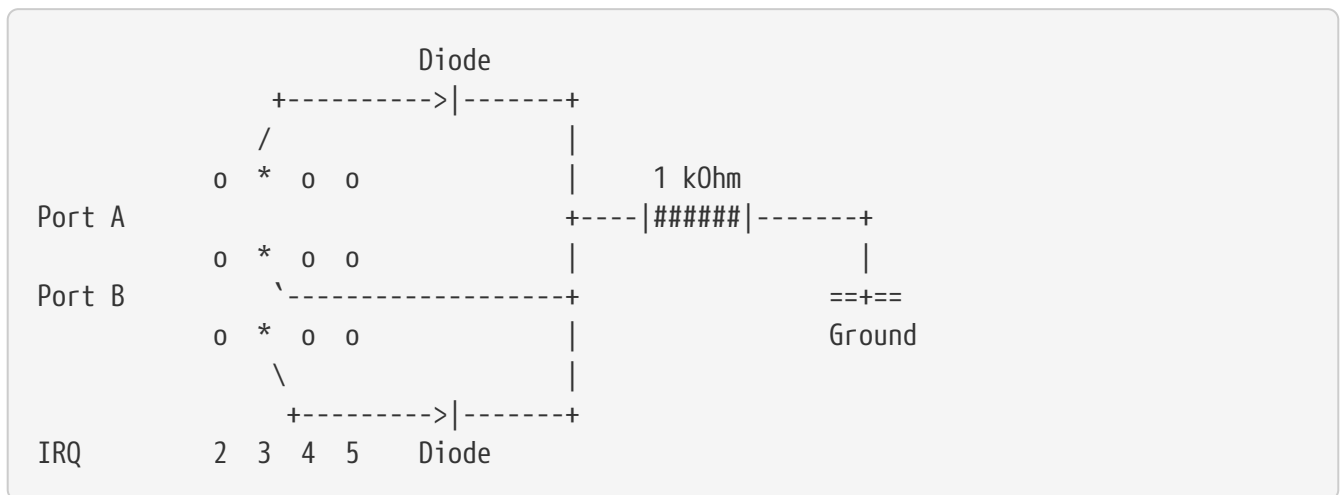 Diode
                +---------->|-------+
               /                    |
            o  *  o  o              |     1 kOhm
Port A                              +----|######|-------+
            o  *  o  o              |                   |
Port B          `-------------------+                 ==+==
            o  *  o  o              |                 Ground
                \                   |
                 +--------->|-------+
IRQ         2  3  4  5    Diode